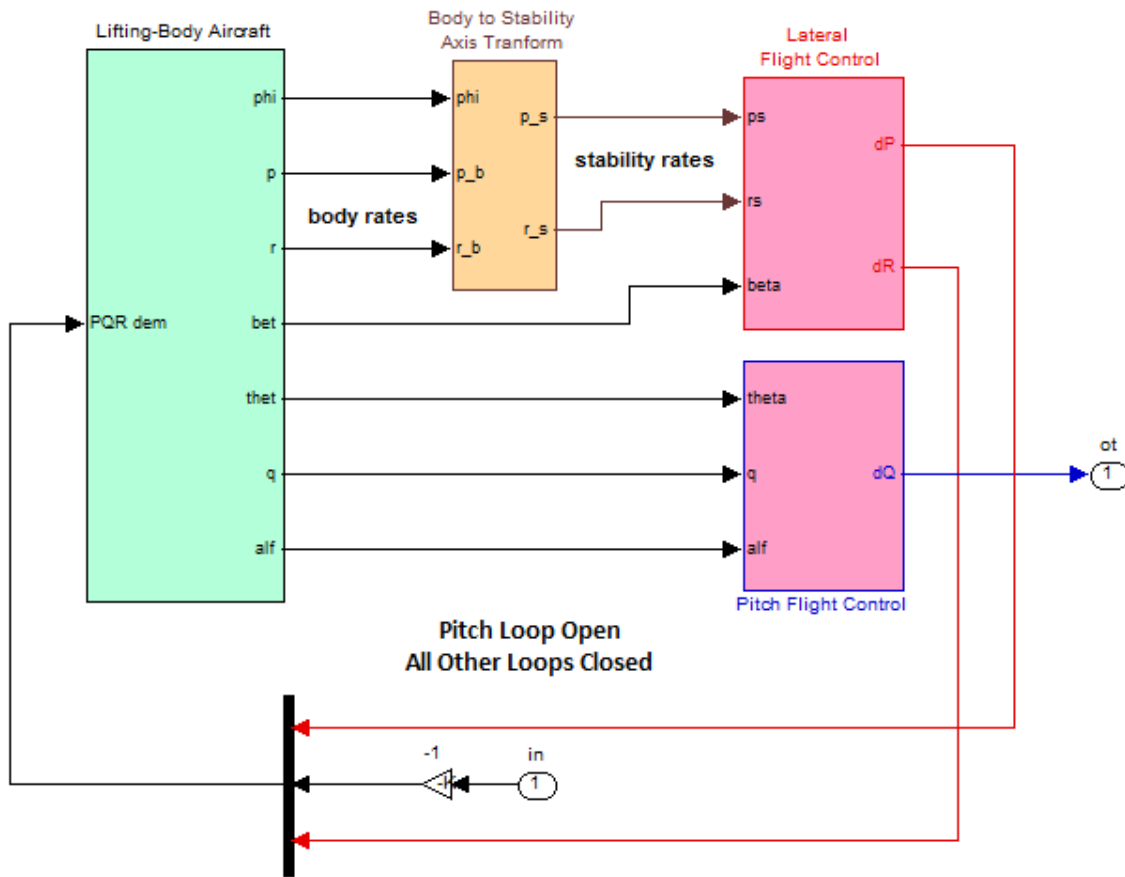 Lifting-Body Aircraft
Body to Stability
Axis Tranform
Lateral
Flight Control
phi
p
r
bet
PQR dem
thet
q
alf
phi
p_b
r_b
p_s
r_s
body rates
stability rates
ps
rs
beta
dP
dR
theta
q
alf
dQ
ot
1
Pitch Flight Control
Pitch Loop Open
All Other Loops Closed
-1
-K
in
1